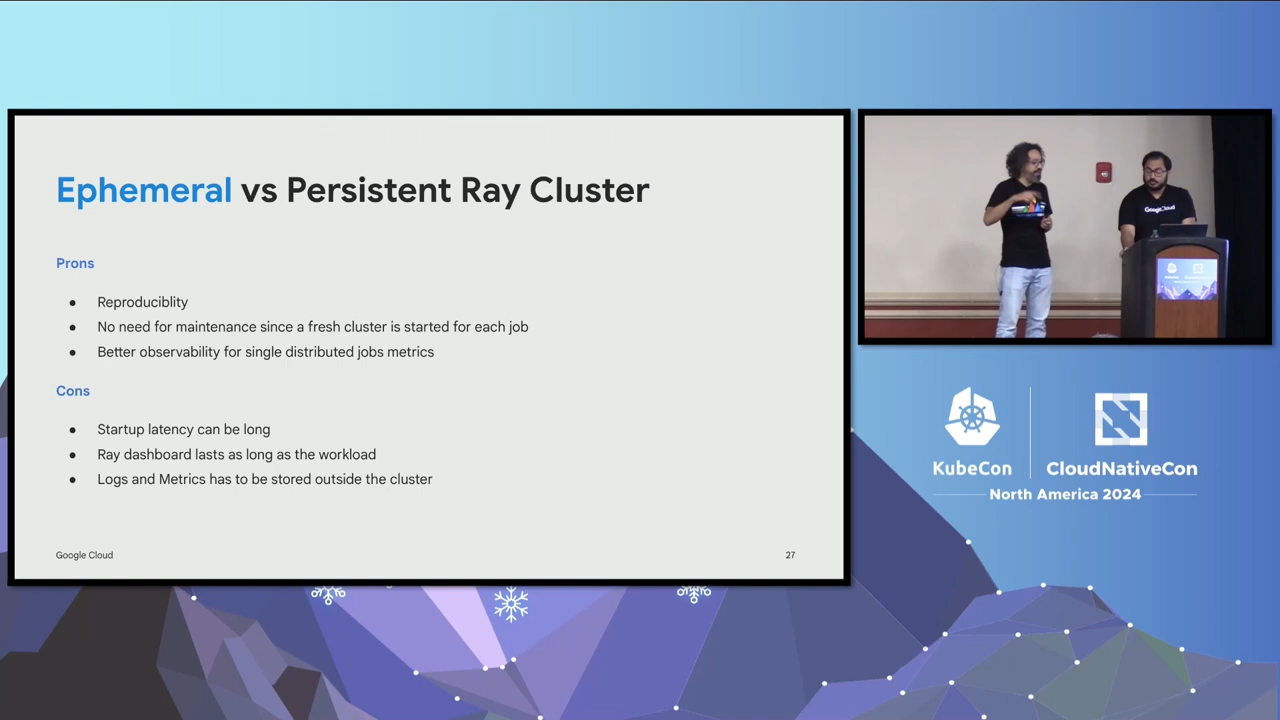 Ephemeral vs Persistent Ray Cluster
Prons
● Reproduciblity
● No need for maintenance since a fresh cluster is started for each job
● Better observability for single distributed jobs metrics
Cons
● Startup latency can be long
● Ray dashboard lasts as long as the workload
● Logs and Metrics has to be stored outside the cluster
Google Cloud
27
Google Cloud
KubeCon
CloudNativeCon
North America 2024